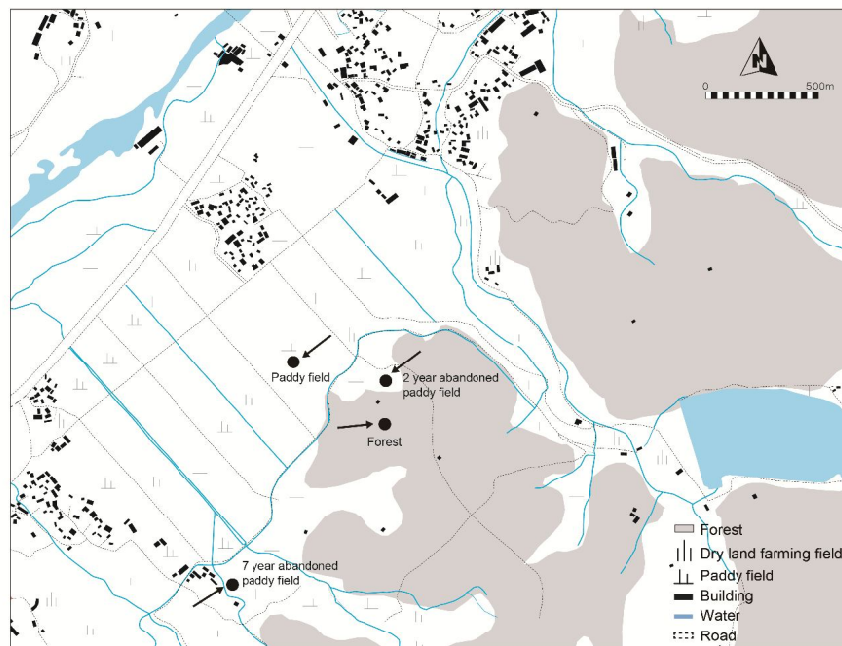 N
0
500m
Paddy field
2 year abandoned
paddy field
Forest
7 year abandoned
paddy field
Forest
Dry land farming field
Paddy field
Building
Water
Road